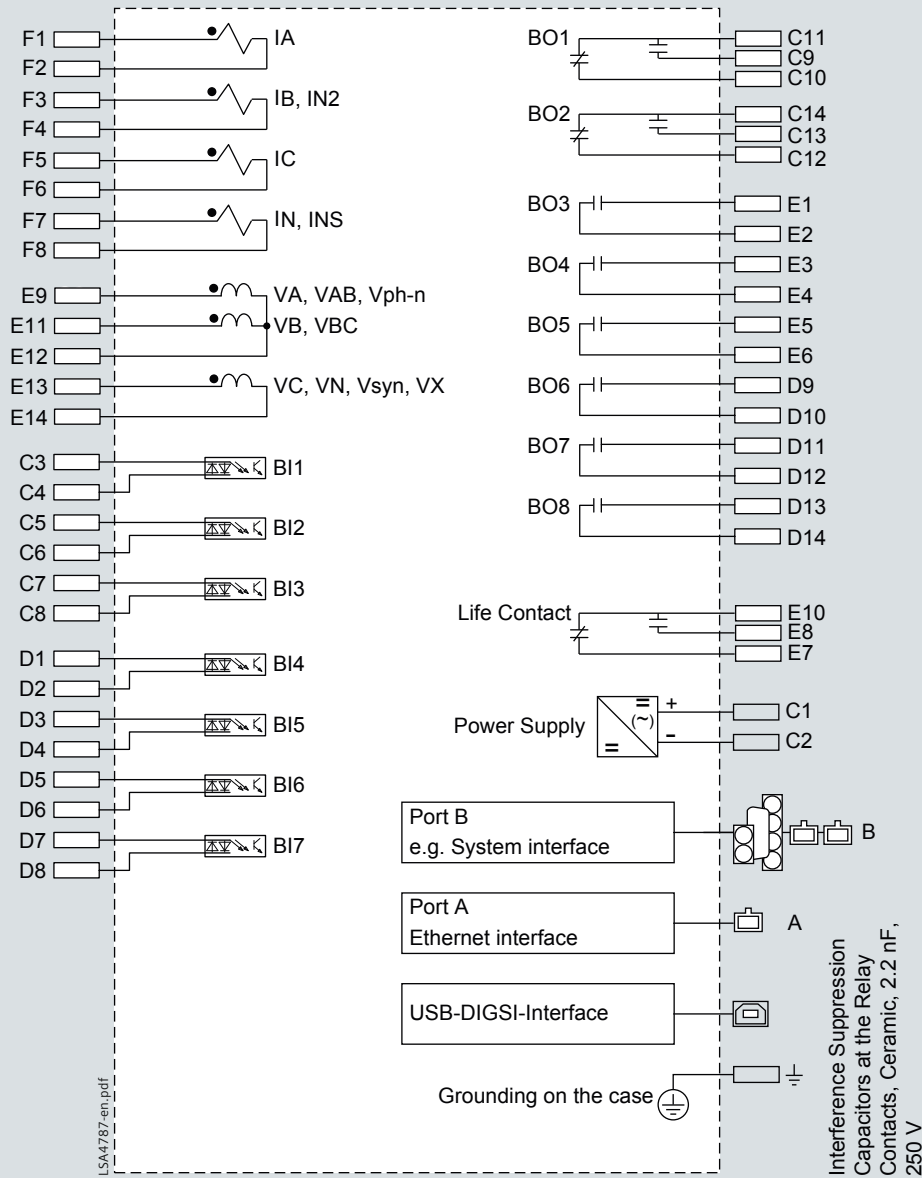 F1
F2
IA
F3
F4
IB, IN2
F5
F6
IC
F7
F8
IN, INS
E9
VA, VAB, Vph-n
E11
VB, VBC
E12
E13
VC, VN, Vsyn, VX
E14
C3
C4
BI1
C5
C6
BI2
C7
C8
BI3
D1
D2
BI4
D3
D4
BI5
D5
D6
BI6
D7
D8
BI7
BO1
C11
C9
C10
BO2
C14
C13
C12
BO3
E1
E2
BO4
E3
E4
BO5
E5
E6
BO6
D9
D10
BO7
D11
D12
BO8
D13
D14
Life Contact
E10
E8
E7
Power Supply
=
(~)
=
+
-
C1
C2
Port B
e.g. System interface
B
Port A
Ethernet interface
A
USB-DIGSI-Interface
Grounding on the case
Interference Suppression
Capacitors at the Relay
Contacts, Ceramic, 2.2 nF,
250 V
LSA4787-en.pdf